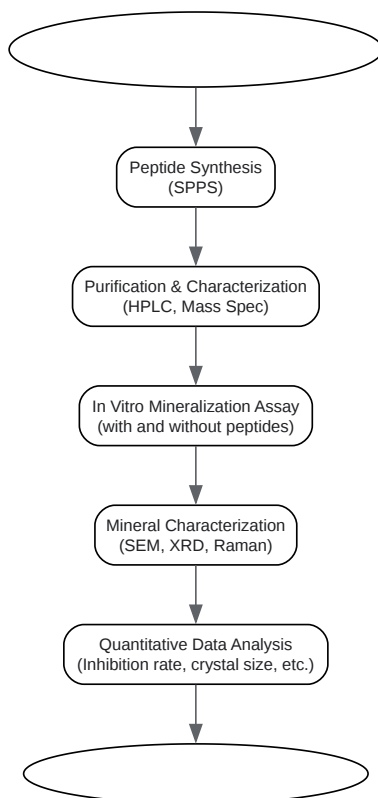 Peptide Synthesis
(SPPS)
Purification & Characterization
(HPLC, Mass Spec)
In Vitro Mineralization Assay
(with and without peptides)
Mineral Characterization
(SEM, XRD, Raman)
Quantitative Data Analysis
(Inhibition rate, crystal size, etc.)